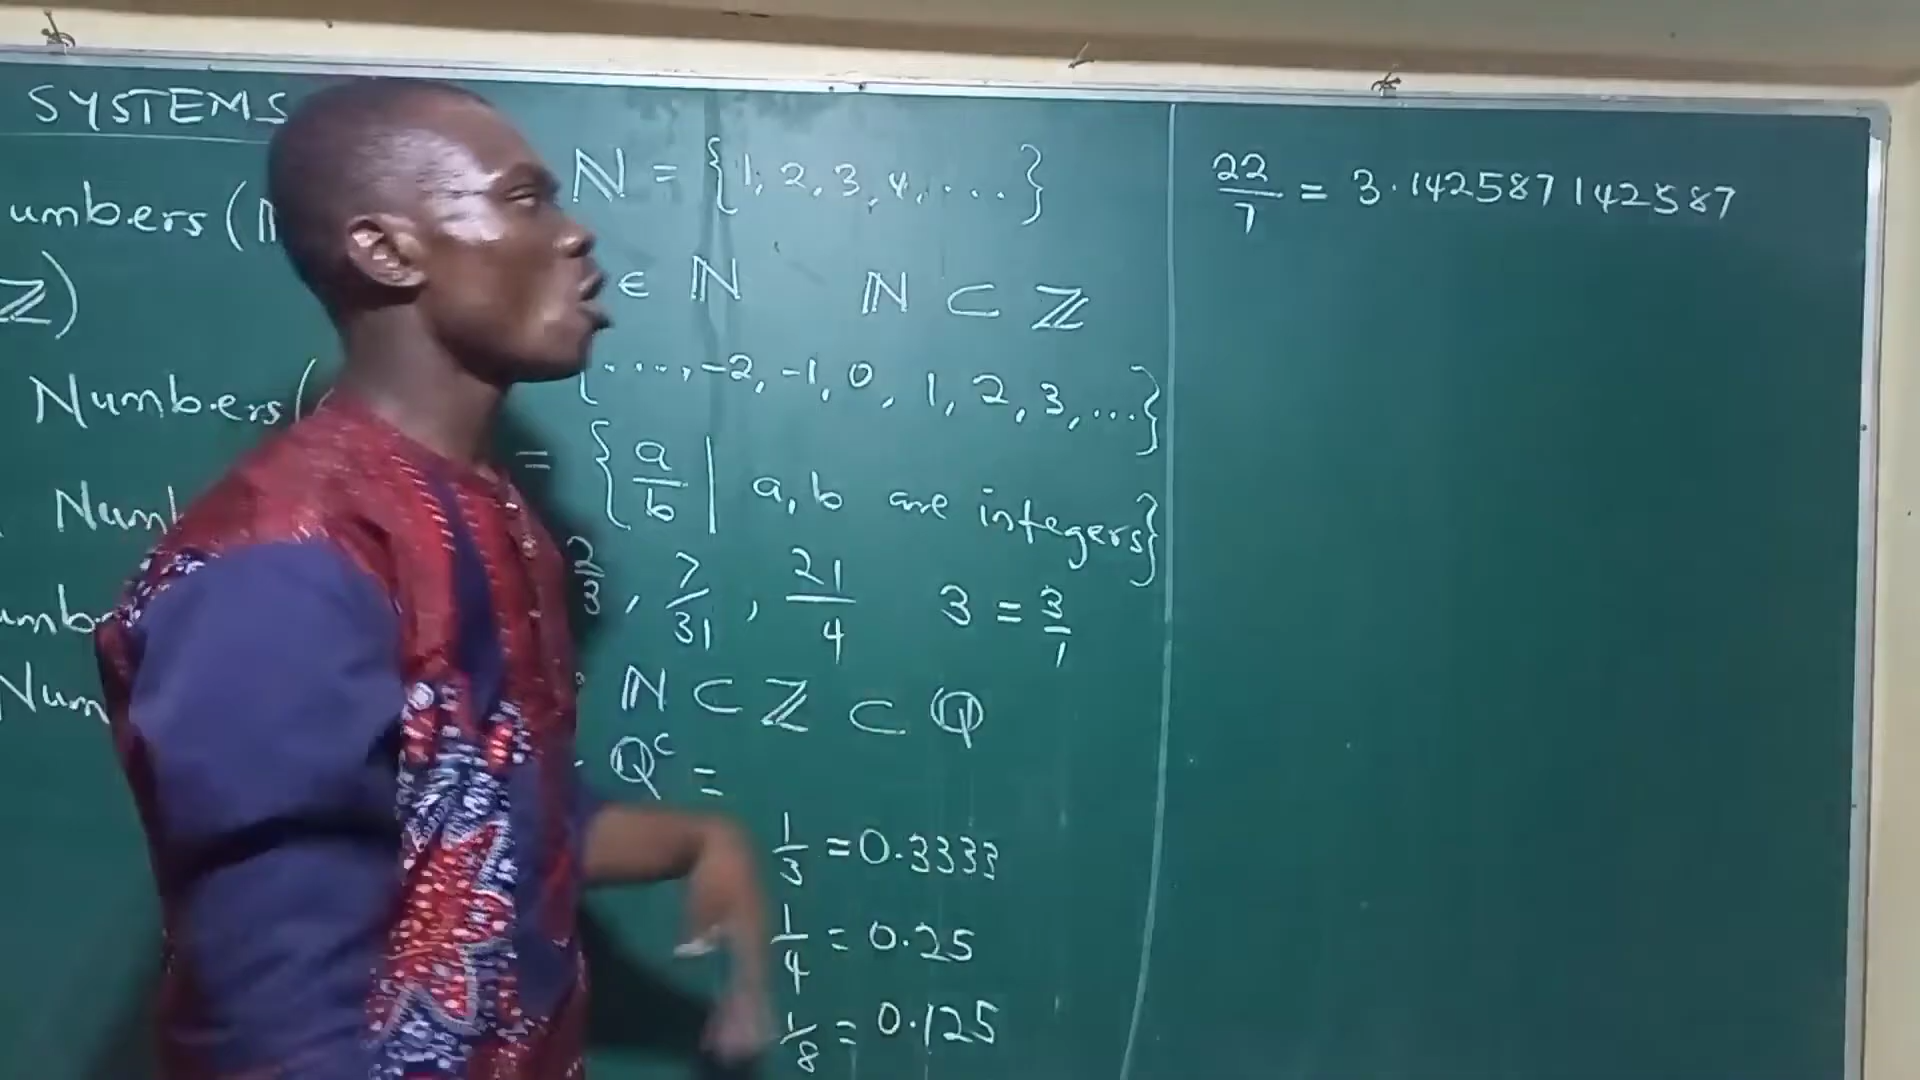 SYSTEMS
umbers (N
Z)
Numbers (
Num
umb
Num
N = {1, 2, 3, 4, ....}
∈ N N ⊂ Z
{...., -2, -1, 0, 1, 2, 3, ...}
= {a/b | a, b are integers}
2/3, 7/31, 21/4 3 = 3/1
N ⊂ Z ⊂ Q
Q^c =
1/3 = 0.3333
1/4 = 0.25
1/8 = 0.125
22/7 = 3.142587142587